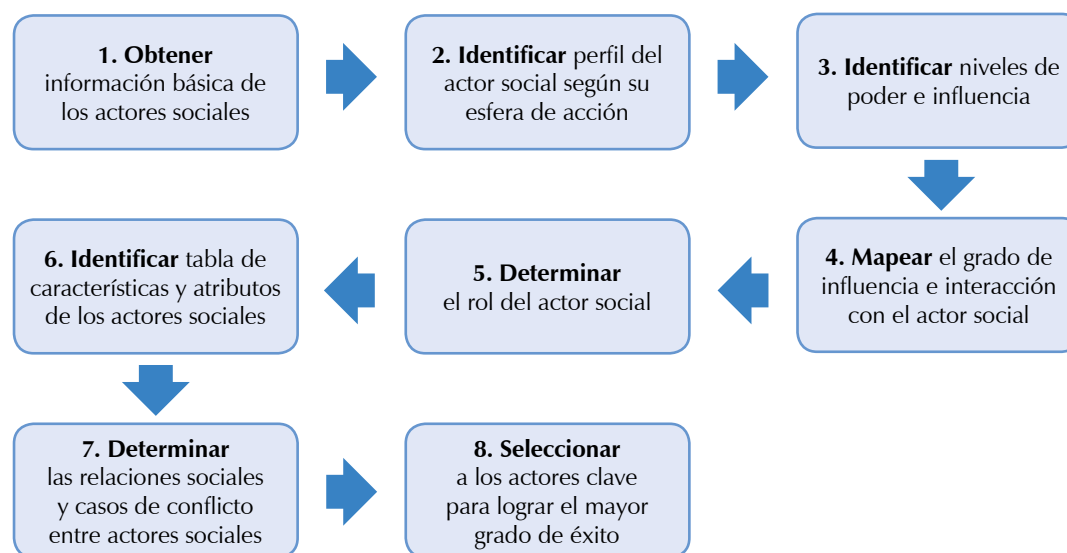 1. Obtener
información básica de
los actores sociales
2. Identificar perfil del
actor social según su
esfera de acción
3. Identificar niveles de
poder e influencia
4. Mapear el grado de
influencia e interacción
con el actor social
5. Determinar
el rol del actor social
6. Identificar tabla de
características y atributos
de los actores sociales
7. Determinar
las relaciones sociales
y casos de conflicto
entre actores sociales
8. Seleccionar
a los actores clave
para lograr el mayor
grado de éxito